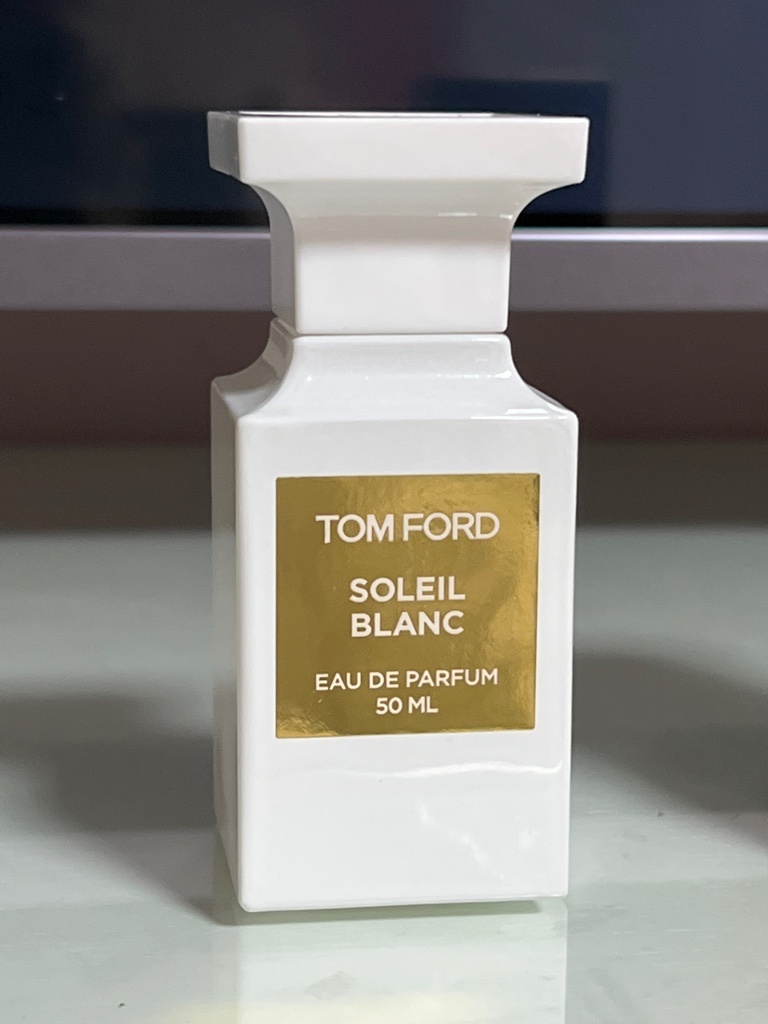 TOM FORD
SOLEIL
BLANC
EAU DE PARFUM
50 ML